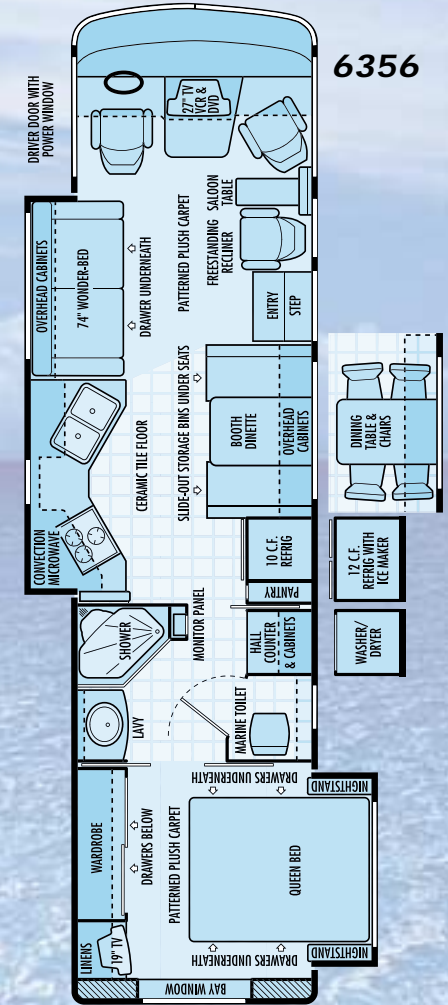 6356
DRIVER DOOR WITH
POWER WINDOW
27" TV
VCR &
DVD
OVERHEAD CABINETS
74" WONDER-BED
DRAWER UNDERNEATH
PATTERNED PLUSH CARPET
FREESTANDING
RECLINER
SALOON
TABLE
ENTRY
STEP
CONVECTION
MICROWAVE
CERAMIC TILE FLOOR
SLIDE-OUT STORAGE BINS UNDER SEATS
BOOTH
DINETTE
OVERHEAD
CABINETS
DINING
TABLE &
CHAIRS
10 C.F.
REFRIG
12 C.F.
REFRIG WITH
ICE MAKER
PANTRY
SHOWER
MONITOR PANEL
HALL
COUNTER
& CABINETS
WASHER/
DRYER
LAVY
MARINE TOILET
WARDROBE
DRAWERS BELOW
PATTERNED PLUSH CARPET
DRAWERS UNDERNEATH
NIGHTSTAND
QUEEN BED
LINENS
19" TV
DRAWERS UNDERNEATH
NIGHTSTAND
BAY WINDOW